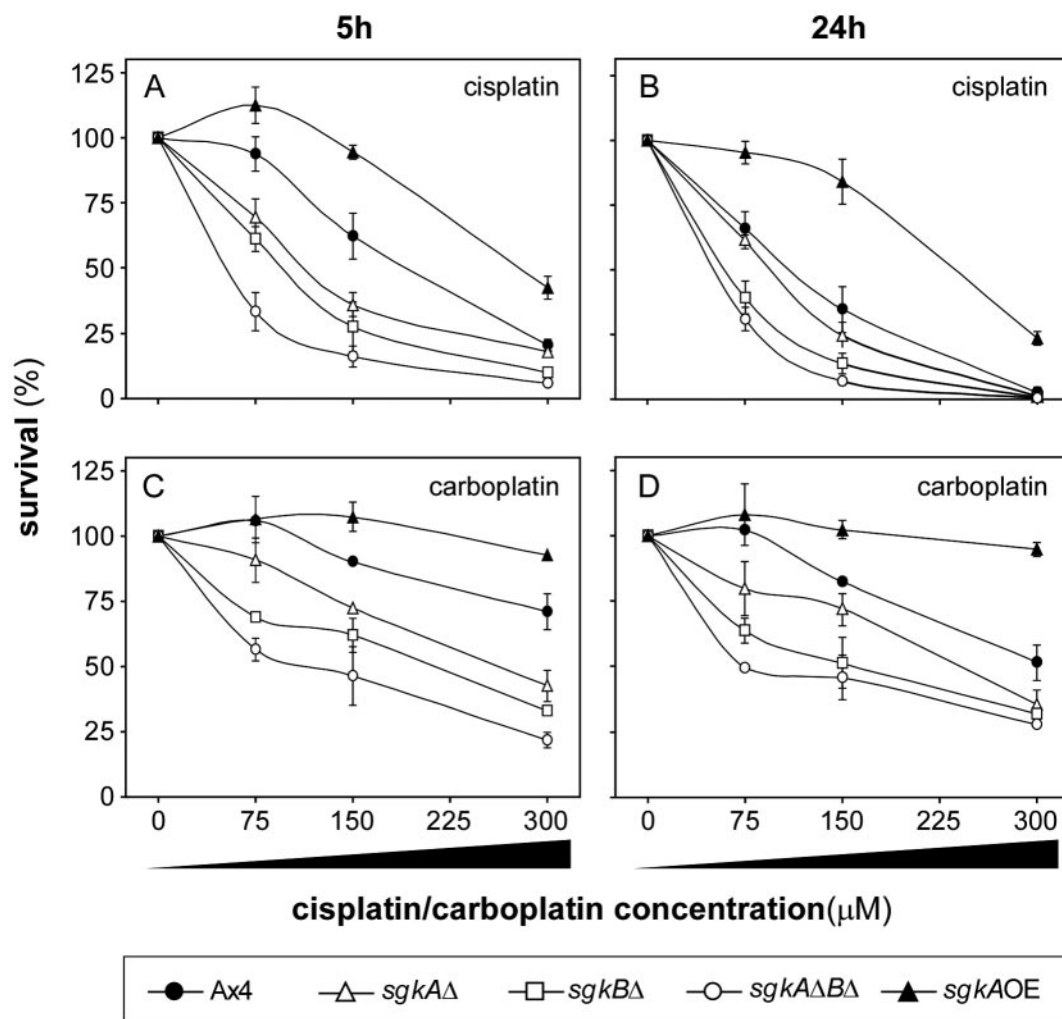 5h
24h
survival (%)
A
cisplatin
125
100
75
50
25
0
B
cisplatin
C
carboplatin
125
100
75
50
25
0
0 75 150 225 300
D
carboplatin
0 75 150 225 300
cisplatin/carboplatin concentration(μM)
Ax4 sgkAΔ sgkBΔ sgkAΔBΔ sgkAOE